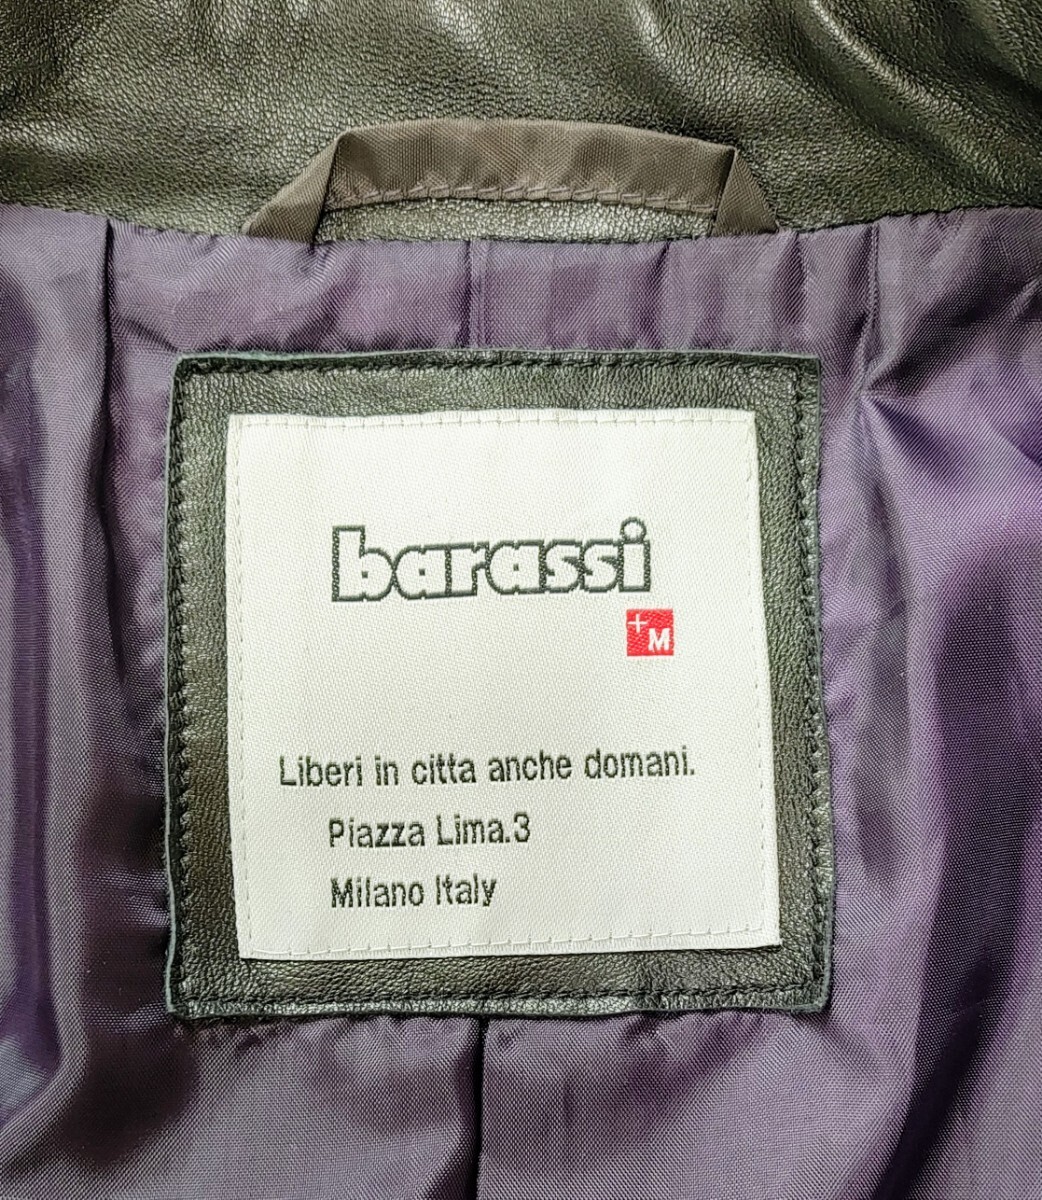 barassi
+M
Liberi in citta anche domani.
Piazza Lima.3
Milano Italy